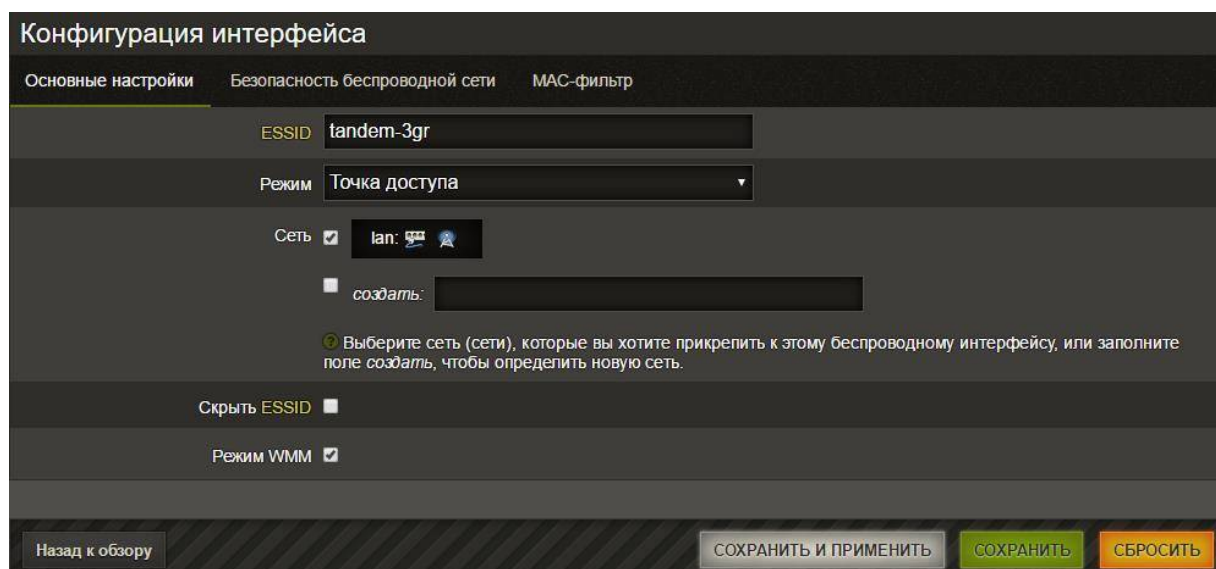 Конфигурация интерфейса
Основные настройки Безопасность беспроводной сети MAC-фильтр
ESSID tandem-3gr
Режим Точка доступа
Сеть lan:
создать:
Выберите сеть (сети), которые вы хотите прикрепить к этому беспроводному интерфейсу, или заполните
поле создать, чтобы определить новую сеть.
Скрыть ESSID
Режим WMM
Назад к обзору СОХРАНИТЬ И ПРИМЕНИТЬ СОХРАНИТЬ СБРОСИТЬ